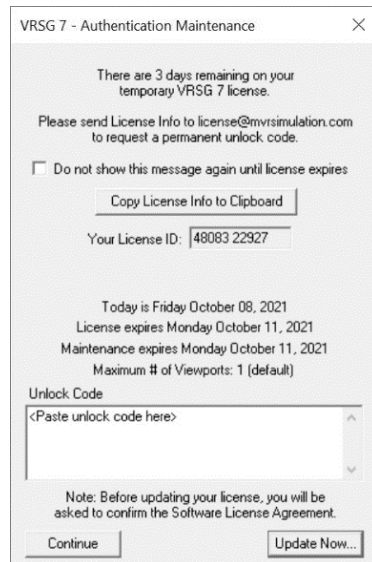 VRSG 7 - Authentication Maintenance
There are 3 days remaining on your
temporary VRSG 7 license.
Please send License Info to license@mvrsimulation.com
to request a permanent unlock code.
Do not show this message again until license expires
Copy License Info to Clipboard
Your License ID: 48083 22927
Today is Friday October 08, 2021
License expires Monday October 11, 2021
Maintenance expires Monday October 11, 2021
Maximum # of Viewports: 1 (default)
Unlock Code
<Paste unlock code here>
Note: Before updating your license, you will be
asked to confirm the Software License Agreement.
Continue Update Now...